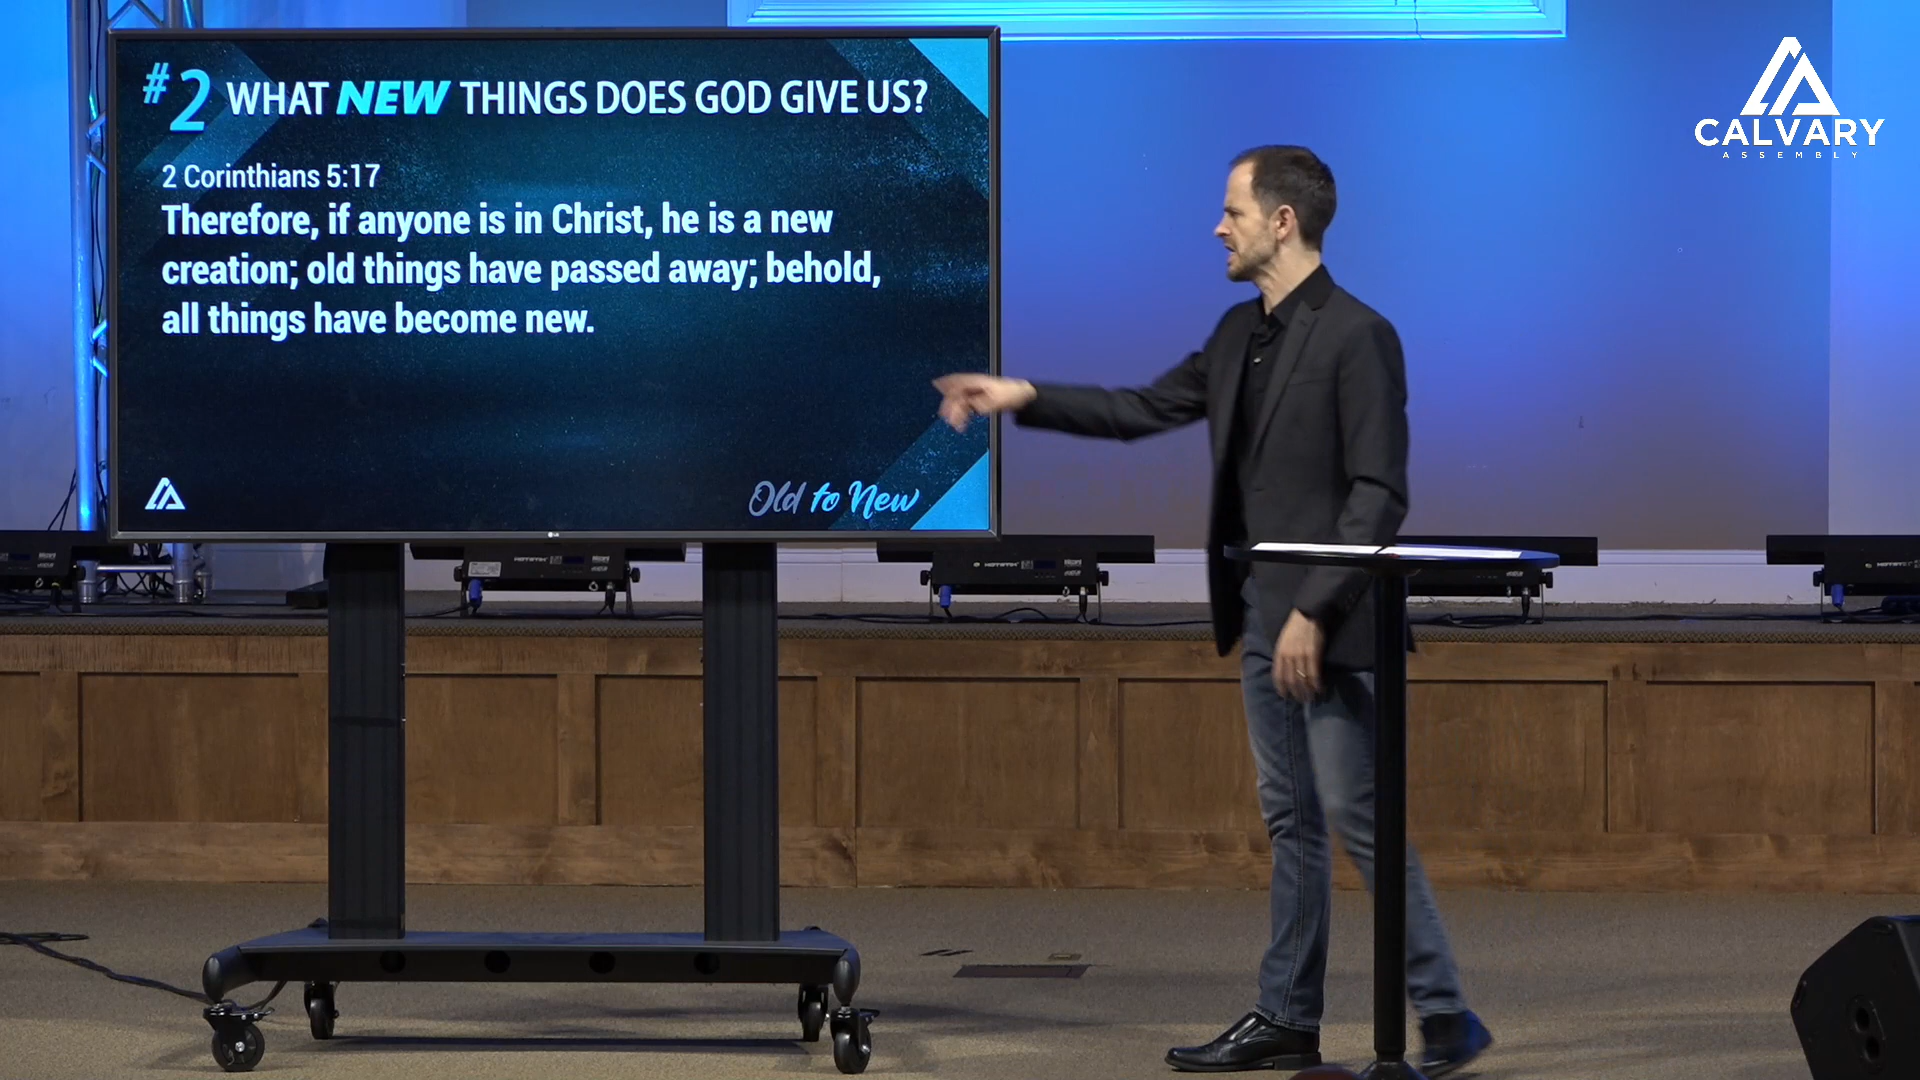 #2 WHAT NEW THINGS DOES GOD GIVE US?
2 Corinthians 5:17
Therefore, if anyone is in Christ, he is a new
creation; old things have passed away; behold,
all things have become new.
Old to New
LG
CALVARY
ASSEMBLY